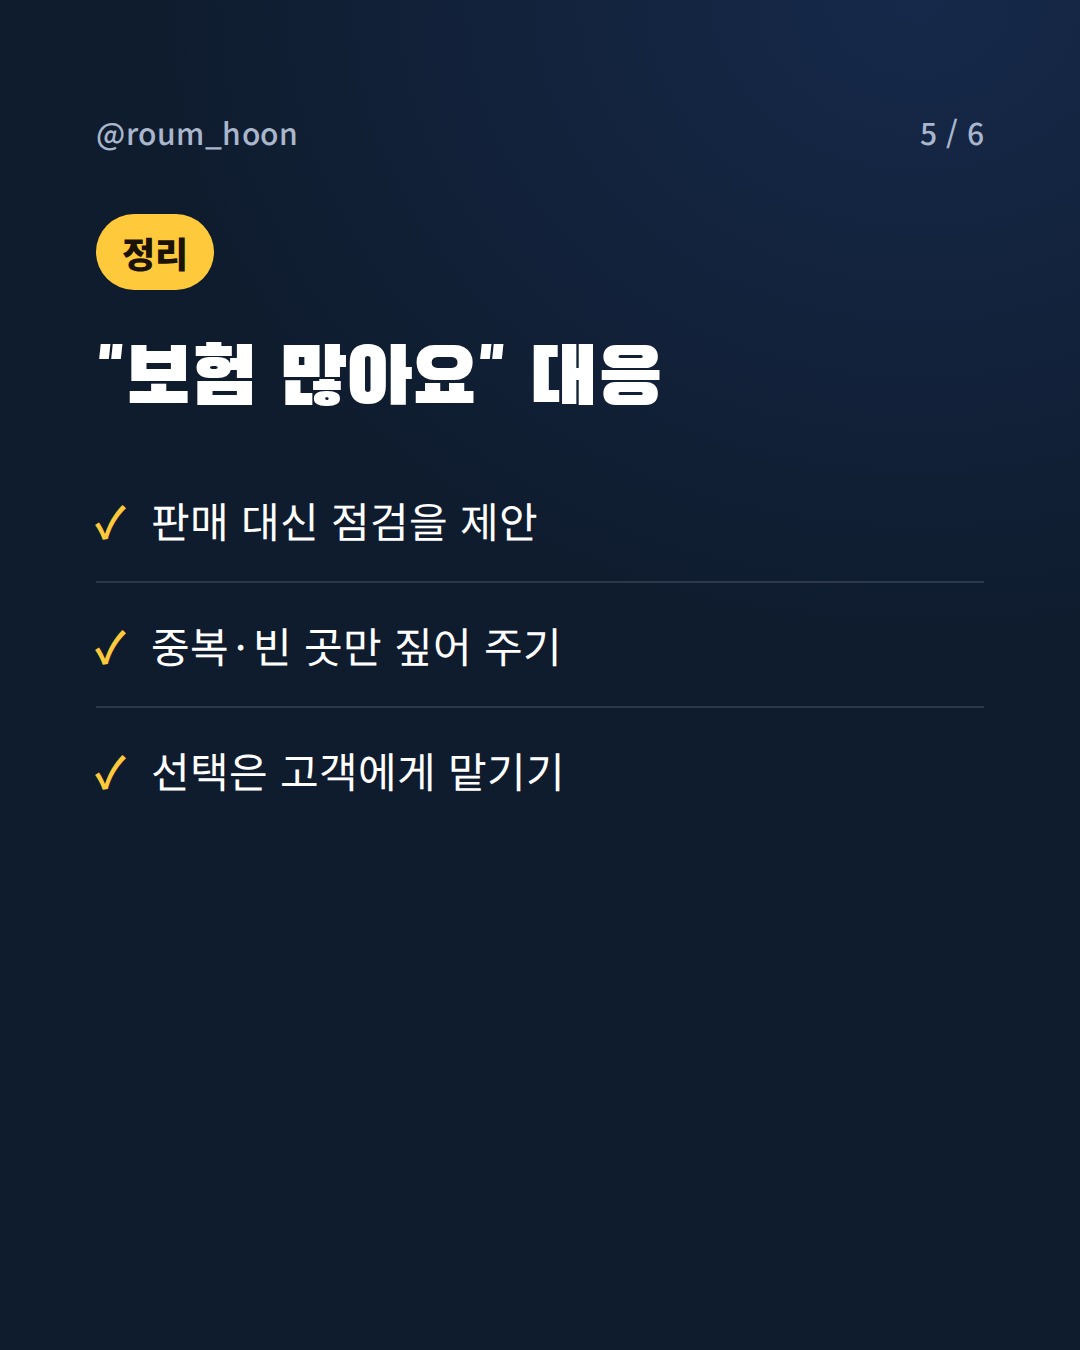 @roum_hoon
5 / 6
정리
"보험 많아요" 대응
✓ 판매 대신 점검을 제안
✓ 중복·빈 곳만 짚어 주기
✓ 선택은 고객에게 맡기기